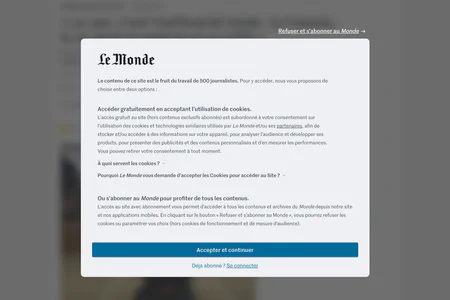 Refuser et s'abonner au Monde →
Le Monde
Le contenu de ce site est le fruit du travail de 500 journalistes. Pour y accéder, nous vous proposons
de choisir entre deux options :
Accéder gratuitement en acceptant l'utilisation de cookies.
L'accès gratuit au site (hors contenus exclusifs abonnés) est subordonné à votre consentement sur
l'utilisation des cookies et technologies similaires utilisés par Le Monde et/ou ses partenaires, afin de
stocker et/ou accéder à des informations sur votre appareil, pour analyser l'audience et développer ses
produits, pour présenter des publicités et des contenus personnalisés et d'en mesurer les performances.
Vous pouvez retirer votre consentement à tout moment.
À quoi servent les cookies ?
Pourquoi Le Monde vous demande d'accepter les Cookies pour accéder au Site ?
Ou s'abonner au Monde pour profiter de tous les contenus.
L'accès au site avec abonnement vous permet d'accéder à tous les contenus et archives du Monde depuis notre site
et nos applications mobiles. En cliquant sur le bouton « Refuser et s'abonner au Monde », vous pourrez refuser les
cookies ou paramétrer vos choix (hors cookies de fonctionnement et de mesure d'audience).
Accepter et continuer
Déjà abonné ? Se connecter